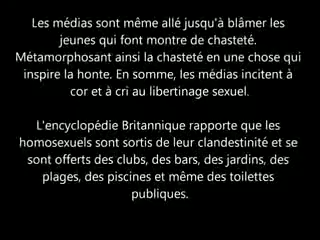 Les médias sont même allé jusqu'à blâmer les
jeunes qui font montre de chasteté.
Métamorphosant ainsi la chasteté en une chose qui
inspire la honte. En somme, les médias incitent à
cor et à cri au libertinage sexuel.
L'encyclopédie Britannique rapporte que les
homosexuels sont sortis de leur clandestinité et se
sont offerts des clubs, des bars, des jardins, des
plages, des piscines et même des toilettes
publiques.